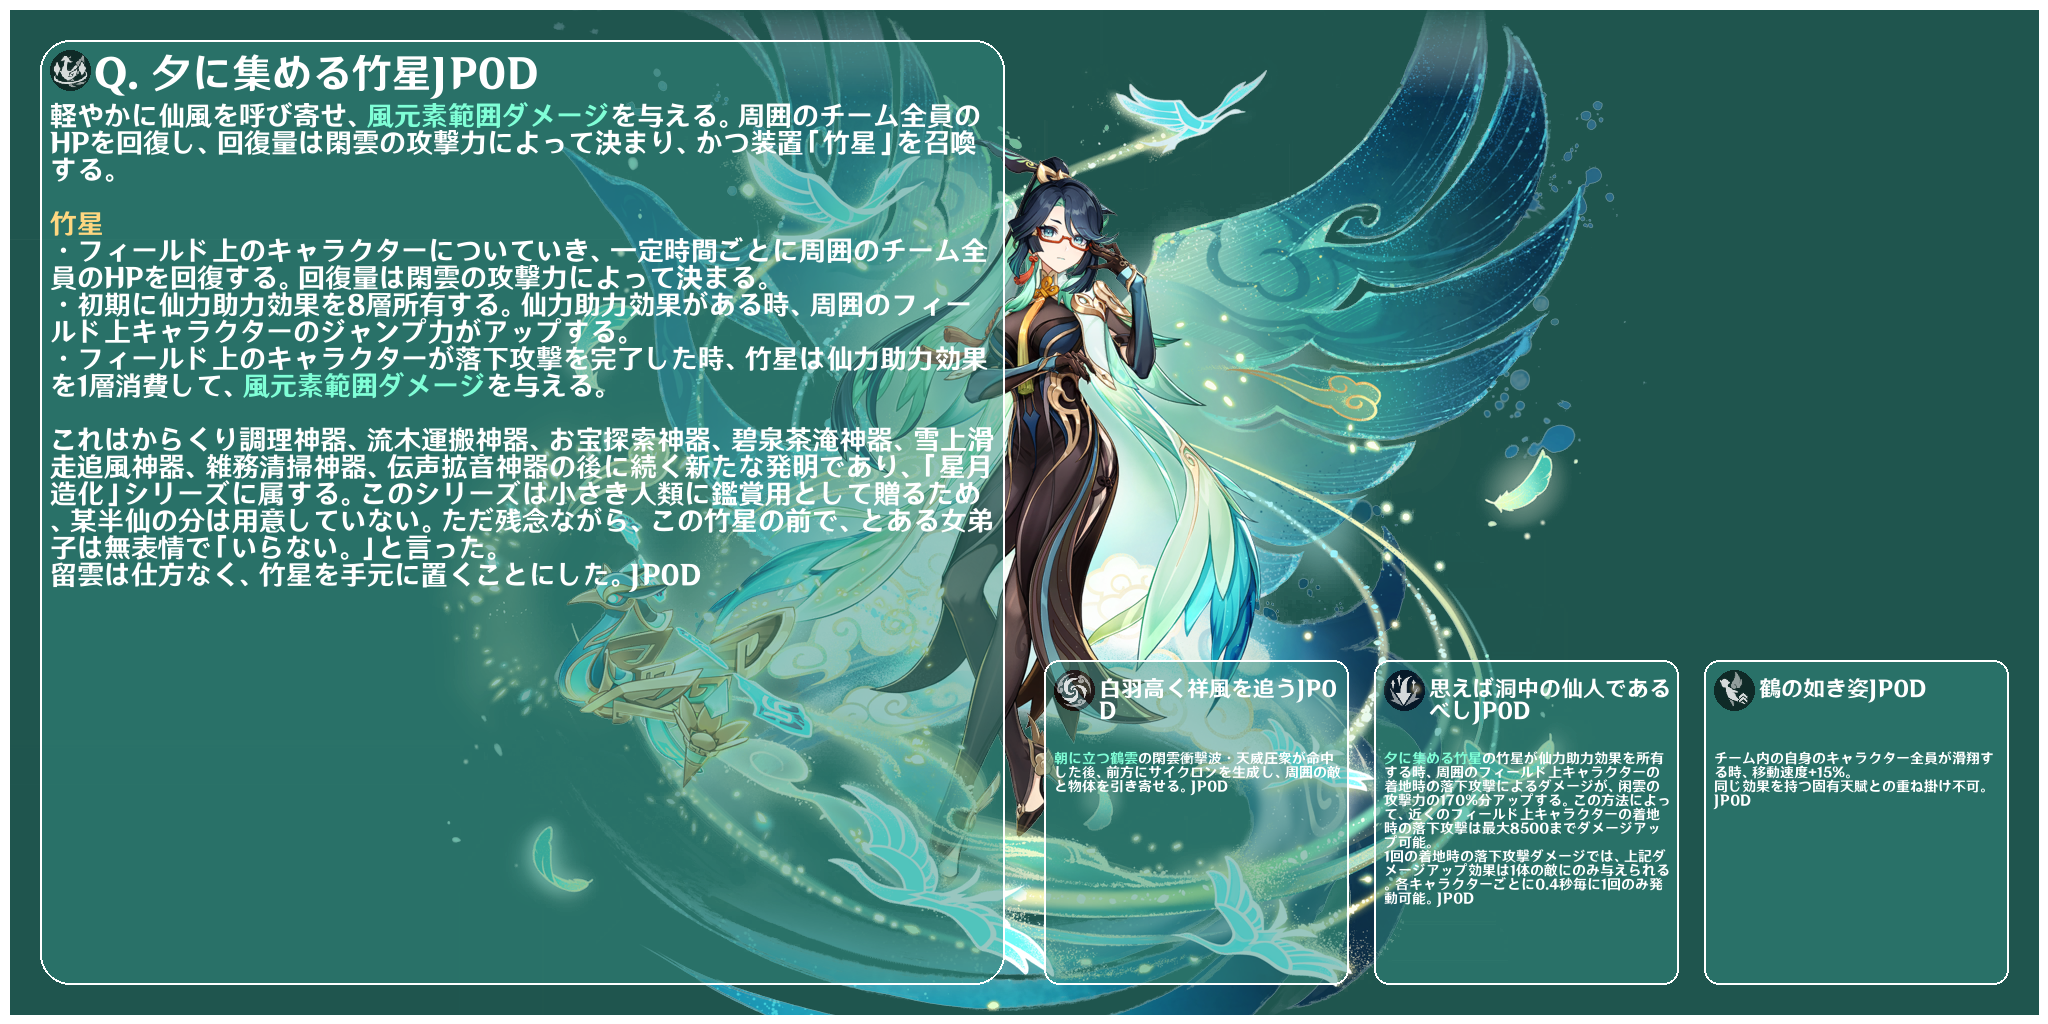 Q. 夕に集める竹星JP0D
軽やかに仙風を呼び寄せ、風元素範囲ダメージを与える。周囲のチーム全員の
HPを回復し、回復量は閑雲の攻撃力によって決まり、かつ装置「竹星」を召喚
する。
竹星
・フィールド上のキャラクターについていき、一定時間ごとに周囲のチーム全
員のHPを回復する。回復量は閑雲の攻撃力によって決まる。
・初期に仙力助力効果を8層所有する。仙力助力効果がある時、周囲のフィー
ルド上キャラクターのジャンプ力がアップする。
・フィールド上のキャラクターが落下攻撃を完了した時、竹星は仙力助力効果
を1層消費して、風元素範囲ダメージを与える。
これはからくり調理神器、流木運搬神器、お宝探索神器、碧泉茶淹神器、雪上滑
走追風神器、雑務清掃神器、伝声拡音神器の後に続く新たな発明であり、「星月
造化」シリーズに属する。このシリーズは小さき人類に鑑賞用として贈るため
、某半仙の分は用意していない。ただ残念ながら、この竹星の前で、とある女弟
子は無表情で「いらない。」と言った。
留雲は仕方なく、竹星を手元に置くことにした。JP0D
白羽高く祥風を追うJP0
D
朝に立つ鶴雲の閑雲衝撃波・天威圧衆が命中
した後、前方にサイクロンを生成し、周囲の敵
と物体を引き寄せる。JP0D
思えば洞中の仙人である
べしJP0D
夕に集める竹星の竹星が仙力助力効果を所有
する時、周囲のフィールド上キャラクターの
着地時の落下攻撃によるダメージが、閑雲の
攻撃力の170%分アップする。この方法によっ
て、近くのフィールド上キャラクターの着地
時の落下攻撃は最大8500までダメージアッ
プ可能。
1回の着地時の落下攻撃ダメージでは、上記ダ
メージアップ効果は1体の敵にのみ与えられる
。各キャラクターごとに0.4秒毎に1回のみ発
動可能。JP0D
鶴の如き姿JP0D
チーム内の自身のキャラクター全員が滑翔す
る時、移動速度+15%。
同じ効果を持つ固有天賦との重ね掛け不可。
JP0D